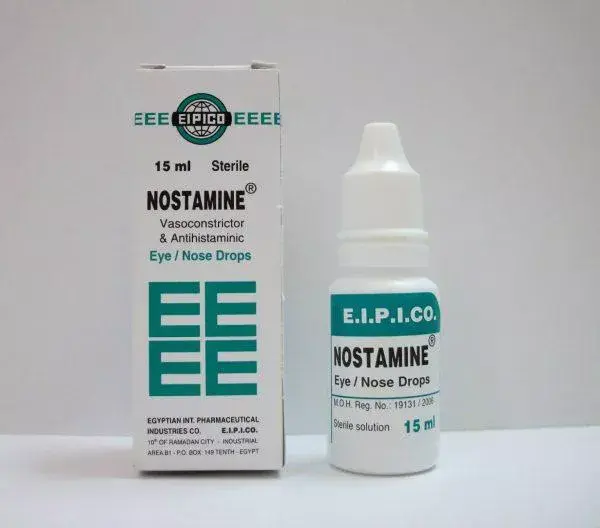 EEE EIPICO EEEE
15 ml Sterile
NOSTAMINE®
Vasoconstrictor
& Antihistaminic
Eye / Nose Drops
EE
EE
EGYPTIAN INT. PHARMACEUTICAL
INDUSTRIES CO. E.I.P.I.CO.
10th OF RAMADAN CITY - INDUSTRIAL
AREA B1 - P.O. BOX: 149 TENTH - EGYPT
E.I.P.I.CO.
NOSTAMINE®
Eye / Nose Drops
M.O.H. Reg. No.: 19131 / 2006
Sterile solution 15 ml